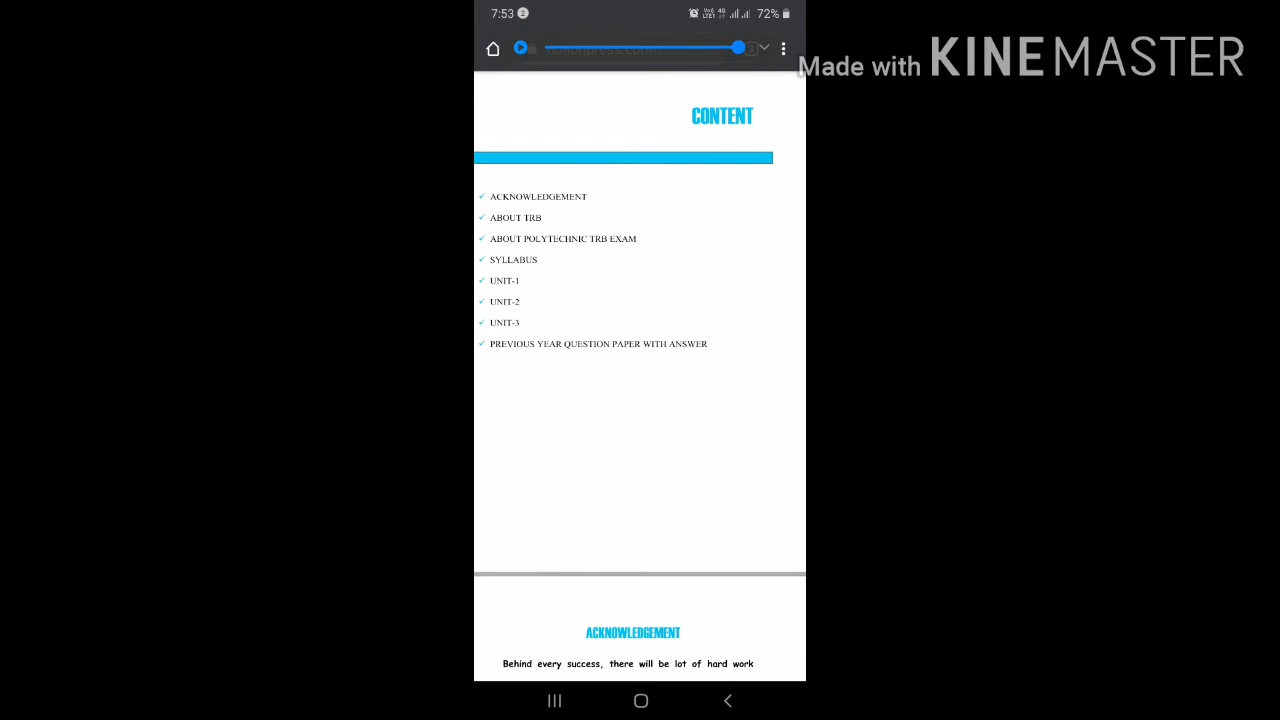 7:53 2 72%
Made with KINEMASTER
CONTENT
ACKNOWLEDGEMENT
ABOUT TRB
ABOUT POLYTECHNIC TRB EXAM
SYLLABUS
UNIT-1
UNIT-2
UNIT-3
PREVIOUS YEAR QUESTION PAPER WITH ANSWER
ACKNOWLEDGEMENT
Behind every success, there will be lot of hard work